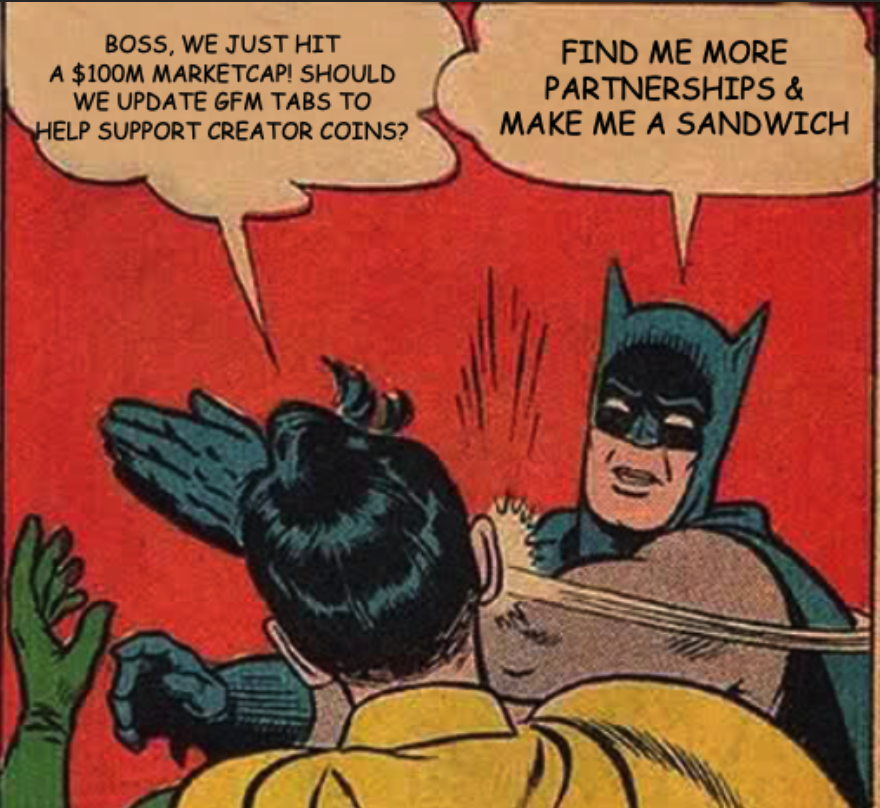 BOSS, WE JUST HIT
A $100M MARKETCAP! SHOULD
WE UPDATE GFM TABS TO
HELP SUPPORT CREATOR COINS?
FIND ME MORE
PARTNERSHIPS &
MAKE ME A SANDWICH